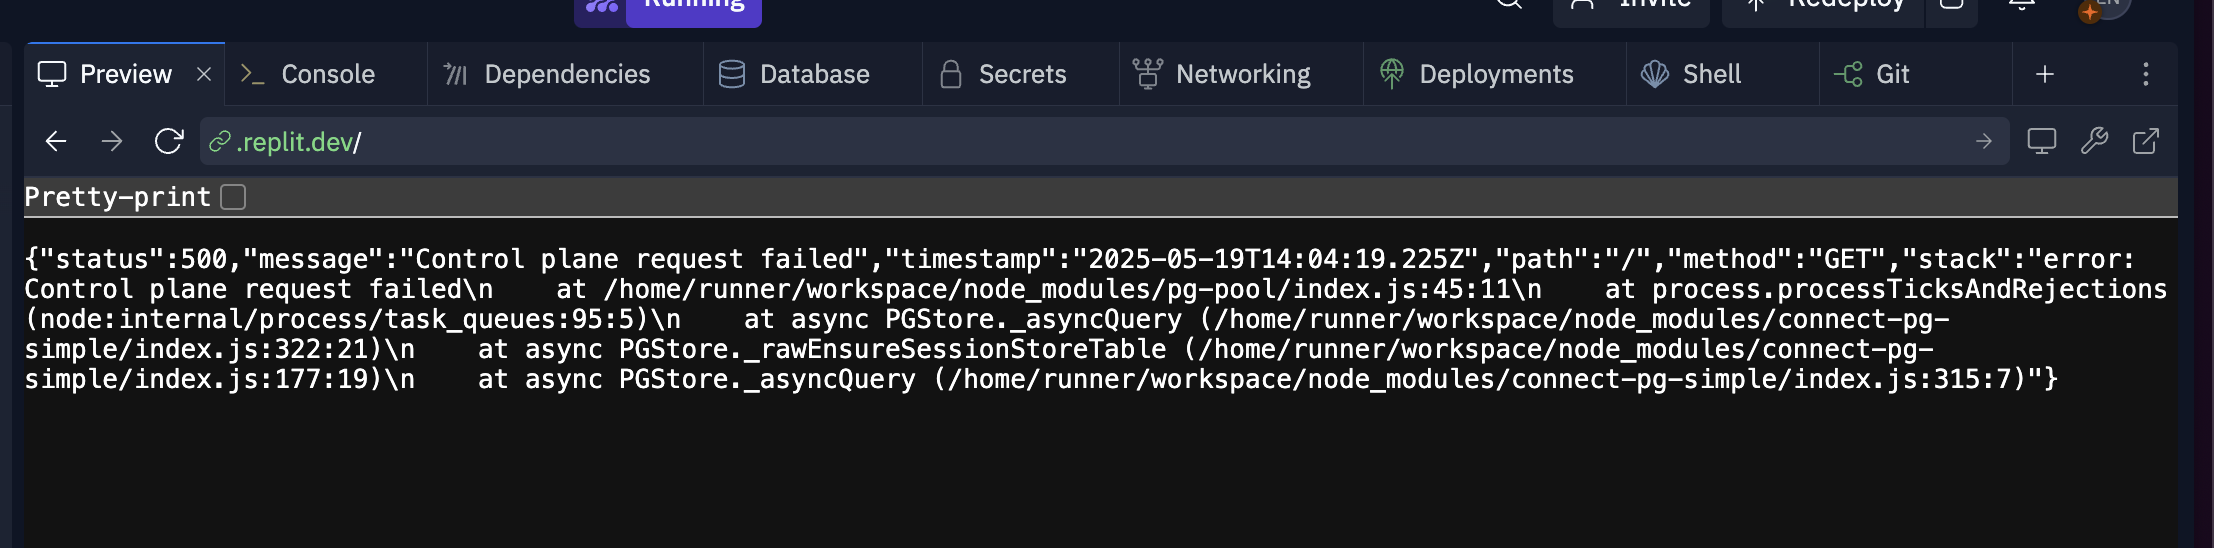 Running
Invite
Redeploy
EN
Preview
Console
Dependencies
Database
Secrets
Networking
Deployments
Shell
Git
.replit.dev/
Pretty-print
{"status":500,"message":"Control plane request failed","timestamp":"2025-05-19T14:04:19.225Z","path":"/","method":"GET","stack":"error:
Control plane request failed\n    at /home/runner/workspace/node_modules/pg-pool/index.js:45:11\n    at process.processTicksAndRejections
(node:internal/process/task_queues:95:5)\n    at async PGStore._asyncQuery (/home/runner/workspace/node_modules/connect-pg-
simple/index.js:322:21)\n    at async PGStore._rawEnsureSessionStoreTable (/home/runner/workspace/node_modules/connect-pg-
simple/index.js:177:19)\n    at async PGStore._asyncQuery (/home/runner/workspace/node_modules/connect-pg-simple/index.js:315:7)"}